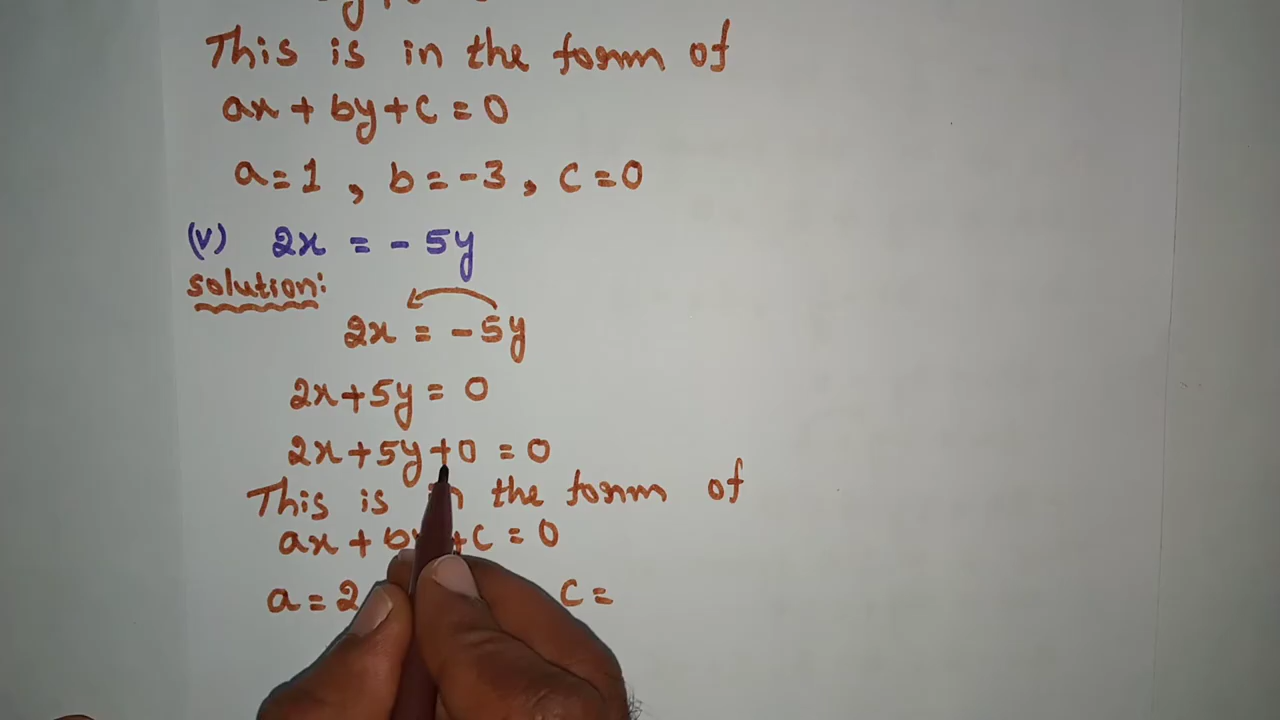 This is in the form of
ax + by + c = 0
a = 1 , b = -3 , c = 0
(v) 2x = - 5y
solution:
2x = - 5y
2x + 5y = 0
2x + 5y + 0 = 0
This is the form of
ax + + c = 0
a = 2 c =